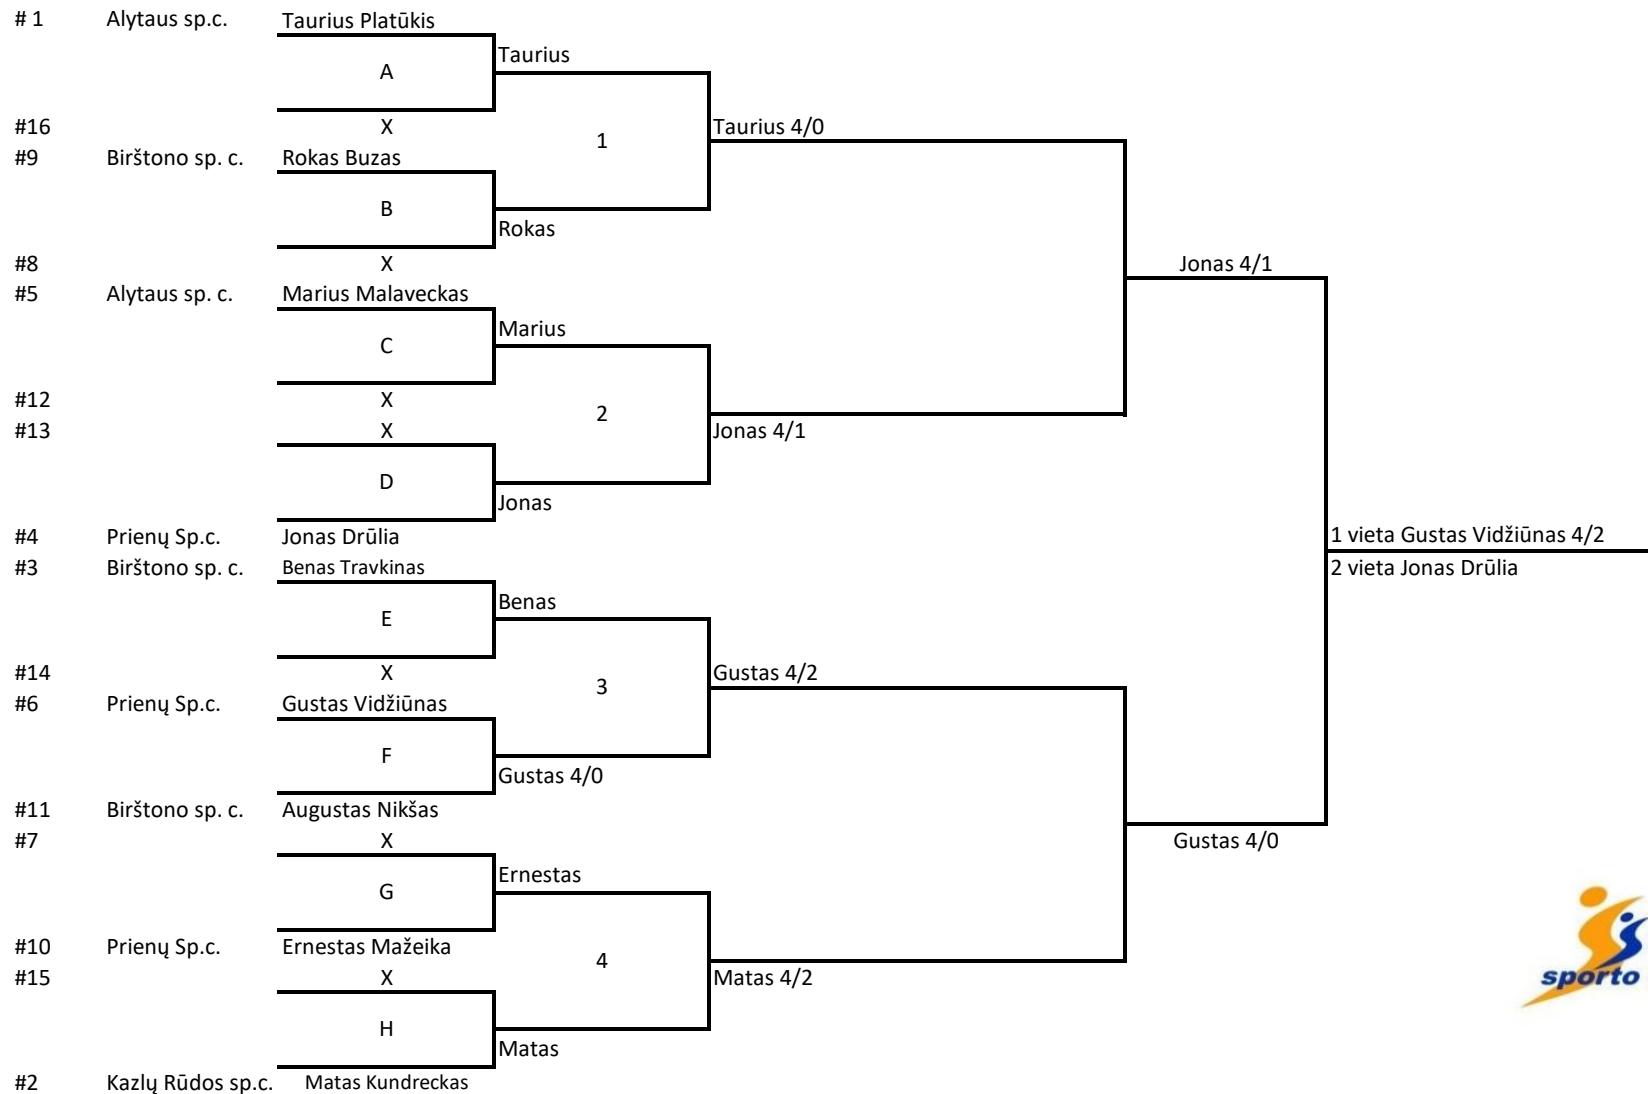 # 1 Alytaus sp.c. Taurius Platūkis
Taurius
A
#16 X Taurius 4/0
1
#9 Birštono sp. c. Rokas Buzas
B
Rokas
#8 X Jonas 4/1
#5 Alytaus sp. c. Marius Malaveckas
Marius
C
#12 X
2
#13 X Jonas 4/1
D
Jonas
#4 Prienų Sp.c. Jonas Drūlia 1 vieta Gustas Vidžiūnas 4/2
#3 Birštono sp. c. Benas Travkinas 2 vieta Jonas Drūlia
Benas
E
#14 X Gustas 4/2
3
#6 Prienų Sp.c. Gustas Vidžiūnas
F
Gustas 4/0
#11 Birštono sp. c. Augustas Nikšas
#7 X Gustas 4/0
Ernestas
G
#10 Prienų Sp.c. Ernestas Mažeika
4
#15 X Matas 4/2 sporto
H
Matas
#2 Kazlų Rūdos sp.c. Matas Kundreckas